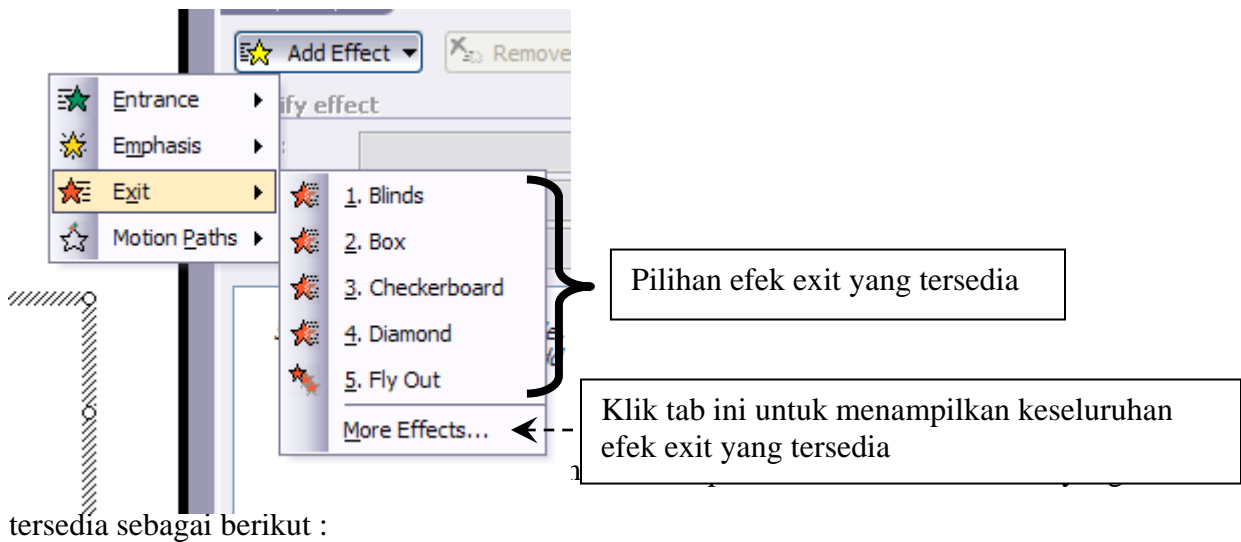 Add Effect
Remove
Entrance
ify effect
Emphasis
Exit
1. Blinds
Motion Paths
2. Box
Pilihan efek exit yang tersedia
3. Checkerboard
4. Diamond
5. Fly Out
Klik tab ini untuk menampilkan keseluruhan
efek exit yang tersedia
More Effects...
tersedia sebagai berikut :